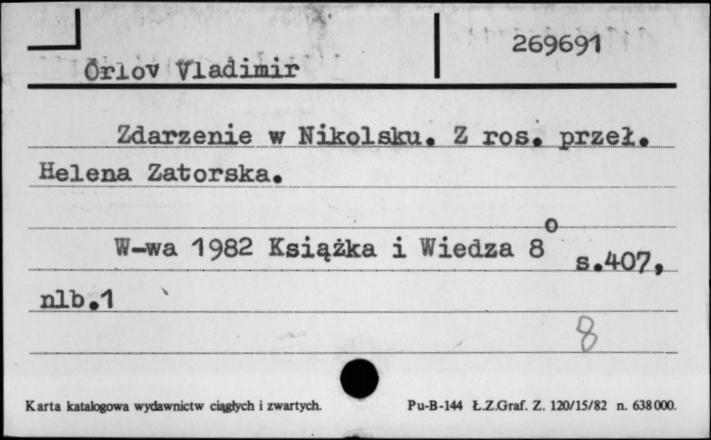 269691
Orlov Vladimir
Zdarzenie w Nikolsku. Z ros. przeł.
Helena Zatorska.
W-wa 1982 Książka i Wiedza 8o s.407,
nlb.1
8
Karta katalogowa wydawnictw ciągłych i zwartych. Pu-B-144 Ł.Z.Graf. Z. 120/15/82 n. 638000.